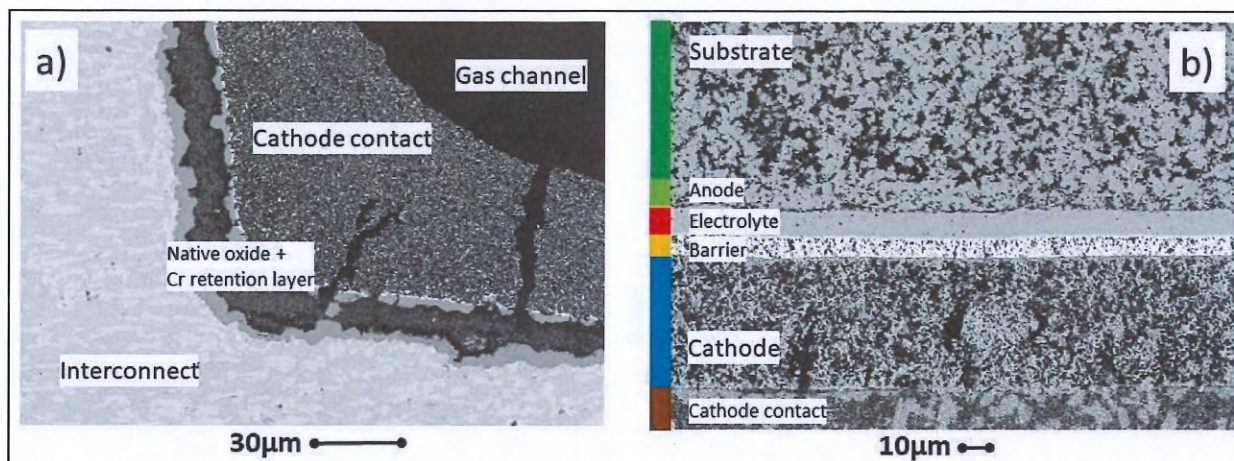 a)
Gas channel
Cathode contact
Native oxide +
Cr retention layer
Interconnect
30µm
Substrate
b)
Anode
Electrolyte
Barrier
Cathode
Cathode contact
10µm